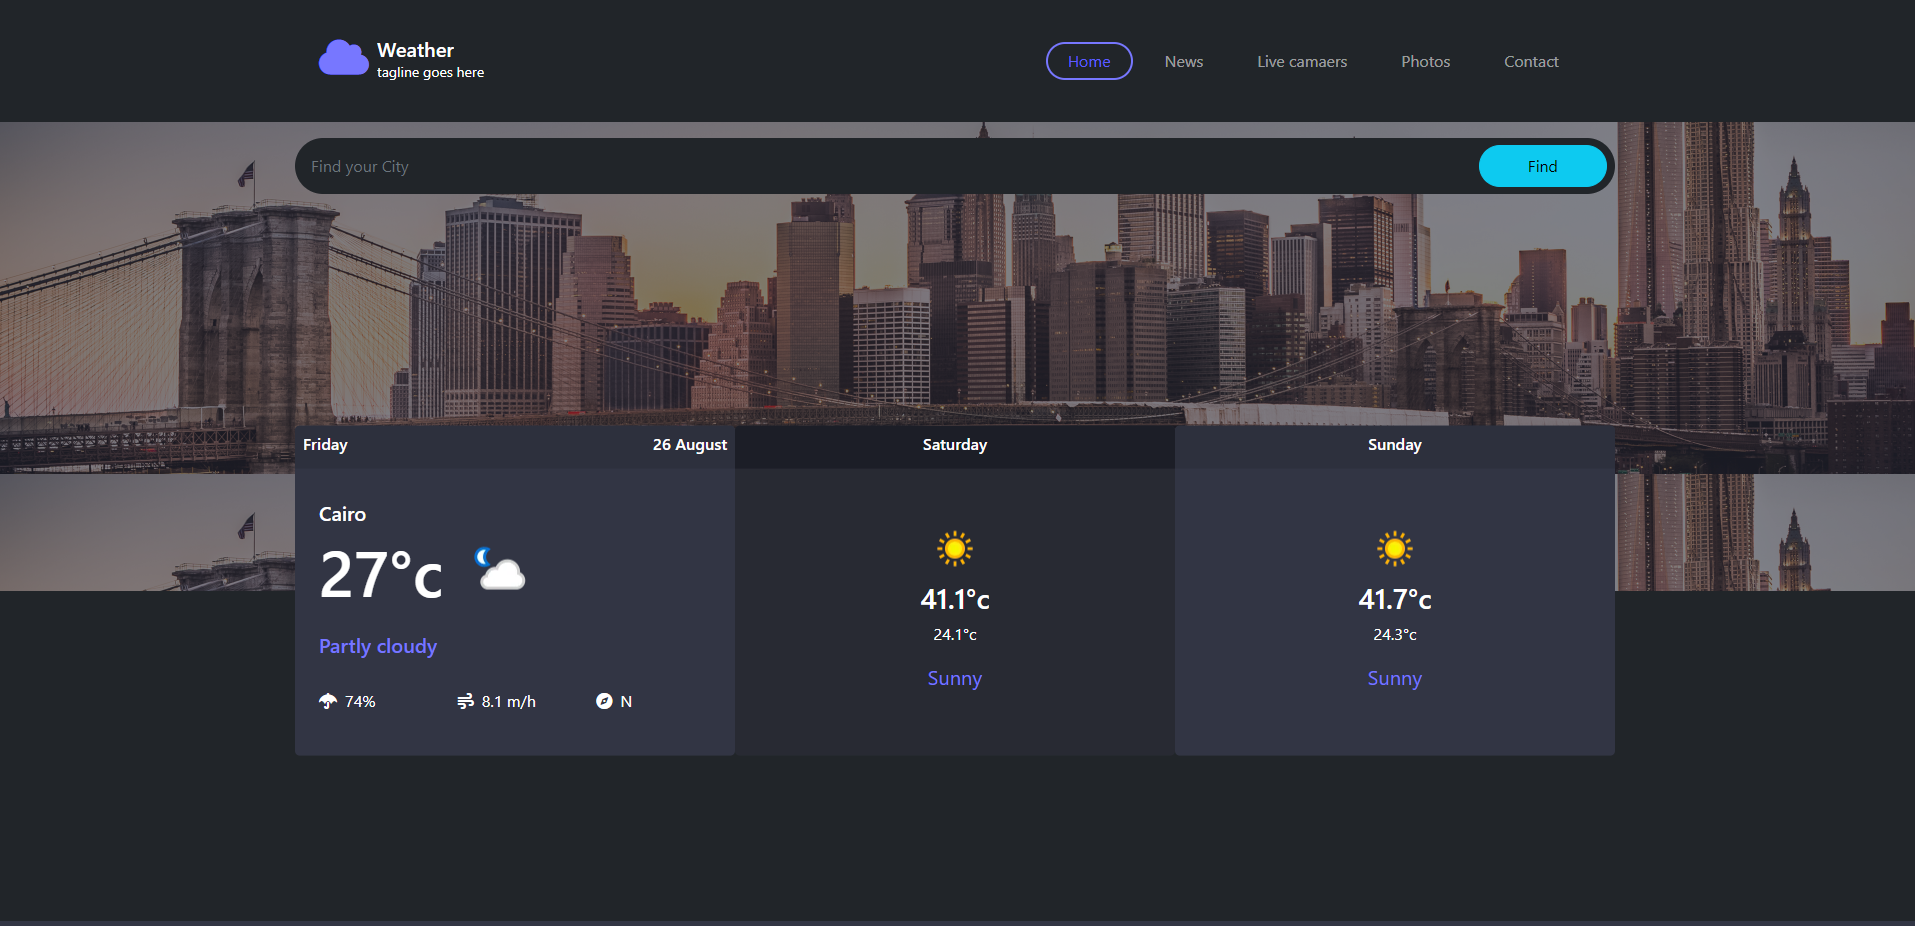 Weather
tagline goes here
Home
News
Live camaers
Photos
Contact
Find your City
Find
Friday
26 August
Cairo
27°c
Partly cloudy
74%
8.1 m/h
N
Saturday
41.1°c
24.1°c
Sunny
Sunday
41.7°c
24.3°c
Sunny